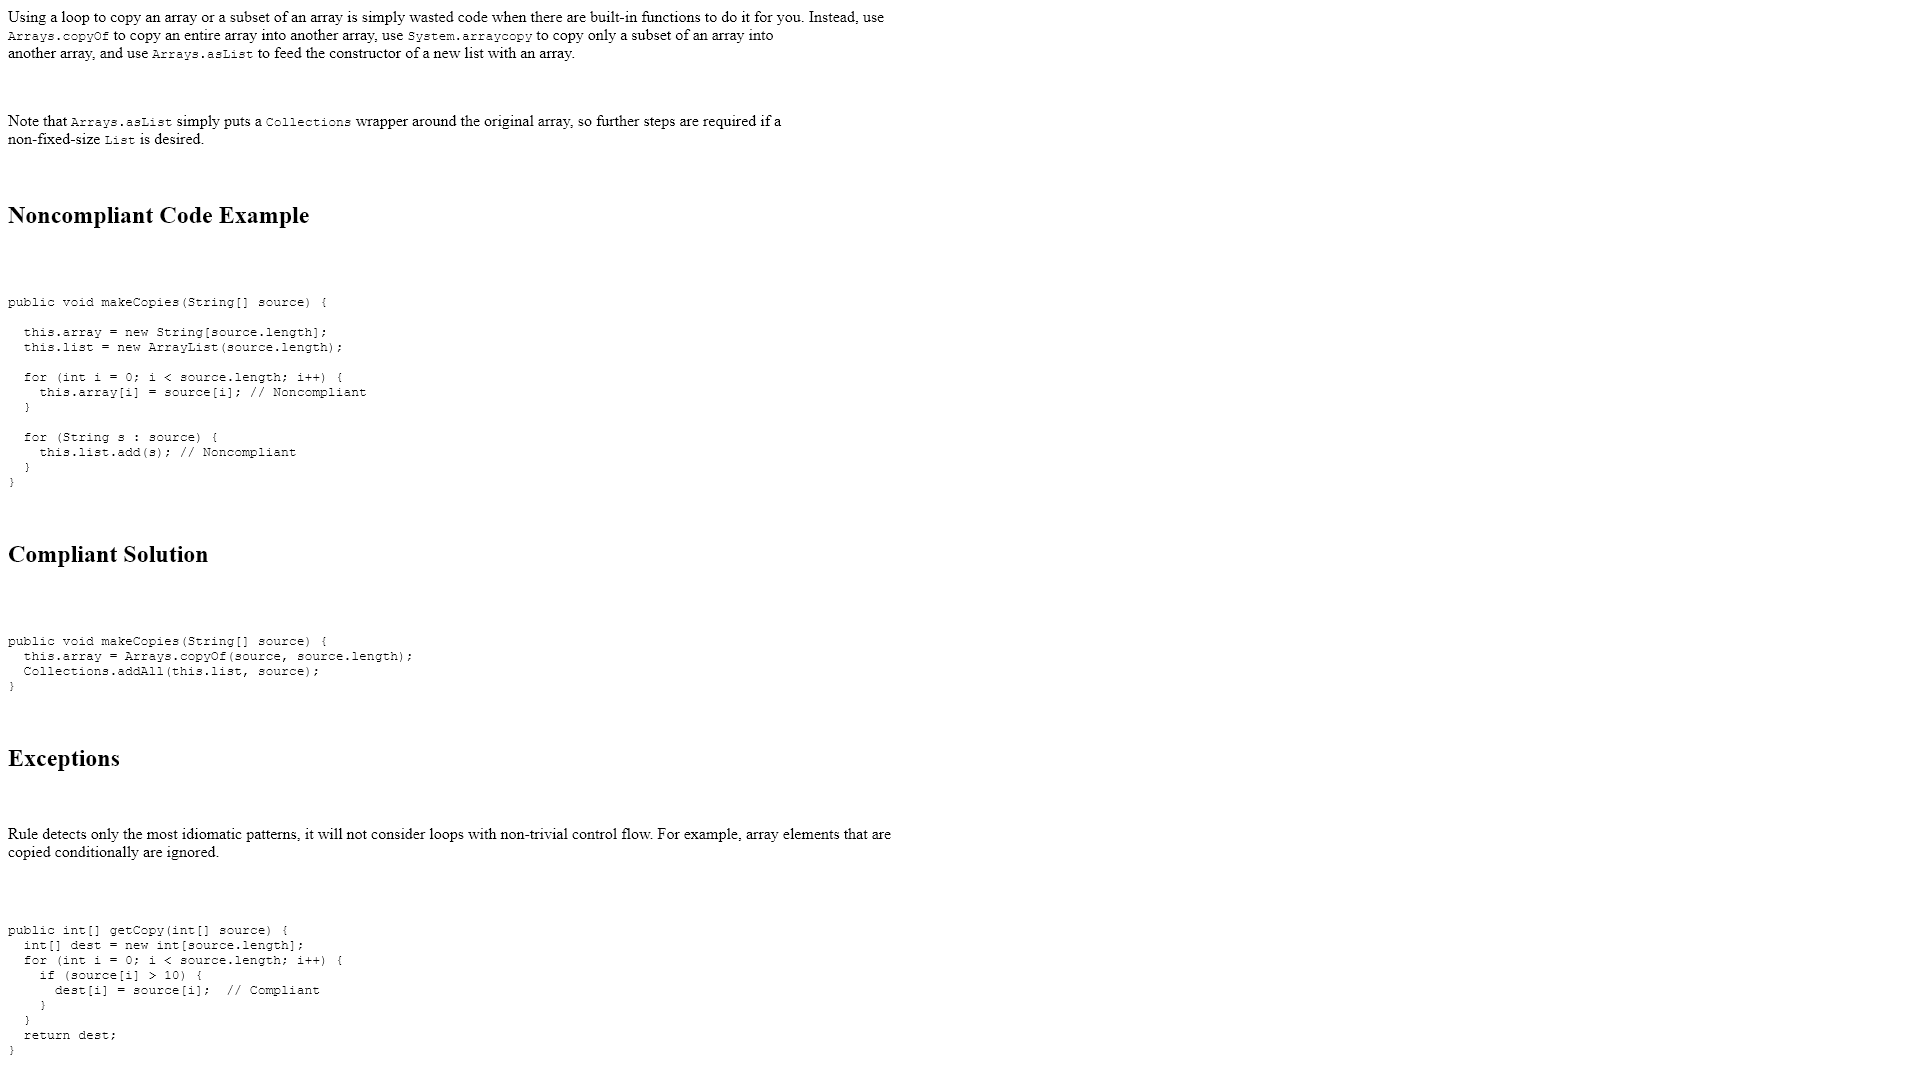 Using a loop to copy an array or a subset of an array is simply wasted code when there are built-in functions to do it for you. Instead, use
Arrays.copyOf to copy an entire array into another array, use System.arraycopy to copy only a subset of an array into
another array, and use Arrays.asList to feed the constructor of a new list with an array.
Note that Arrays.asList simply puts a Collections wrapper around the original array, so further steps are required if a
non-fixed-size List is desired.
Noncompliant Code Example
public void makeCopies(String[] source) {
  this.array = new String[source.length];
  this.list = new ArrayList(source.length);
  for (int i = 0; i < source.length; i++) {
    this.array[i] = source[i]; // Noncompliant
  }
  for (String s : source) {
    this.list.add(s); // Noncompliant
  }
}
Compliant Solution
public void makeCopies(String[] source) {
  this.array = Arrays.copyOf(source, source.length);
  Collections.addAll(this.list, source);
}
Exceptions
Rule detects only the most idiomatic patterns, it will not consider loops with non-trivial control flow. For example, array elements that are
copied conditionally are ignored.
public int[] getCopy(int[] source) {
  int[] dest = new int[source.length];
  for (int i = 0; i < source.length; i++) {
    if (source[i] > 10) {
      dest[i] = source[i];  // Compliant
    }
  }
  return dest;
}